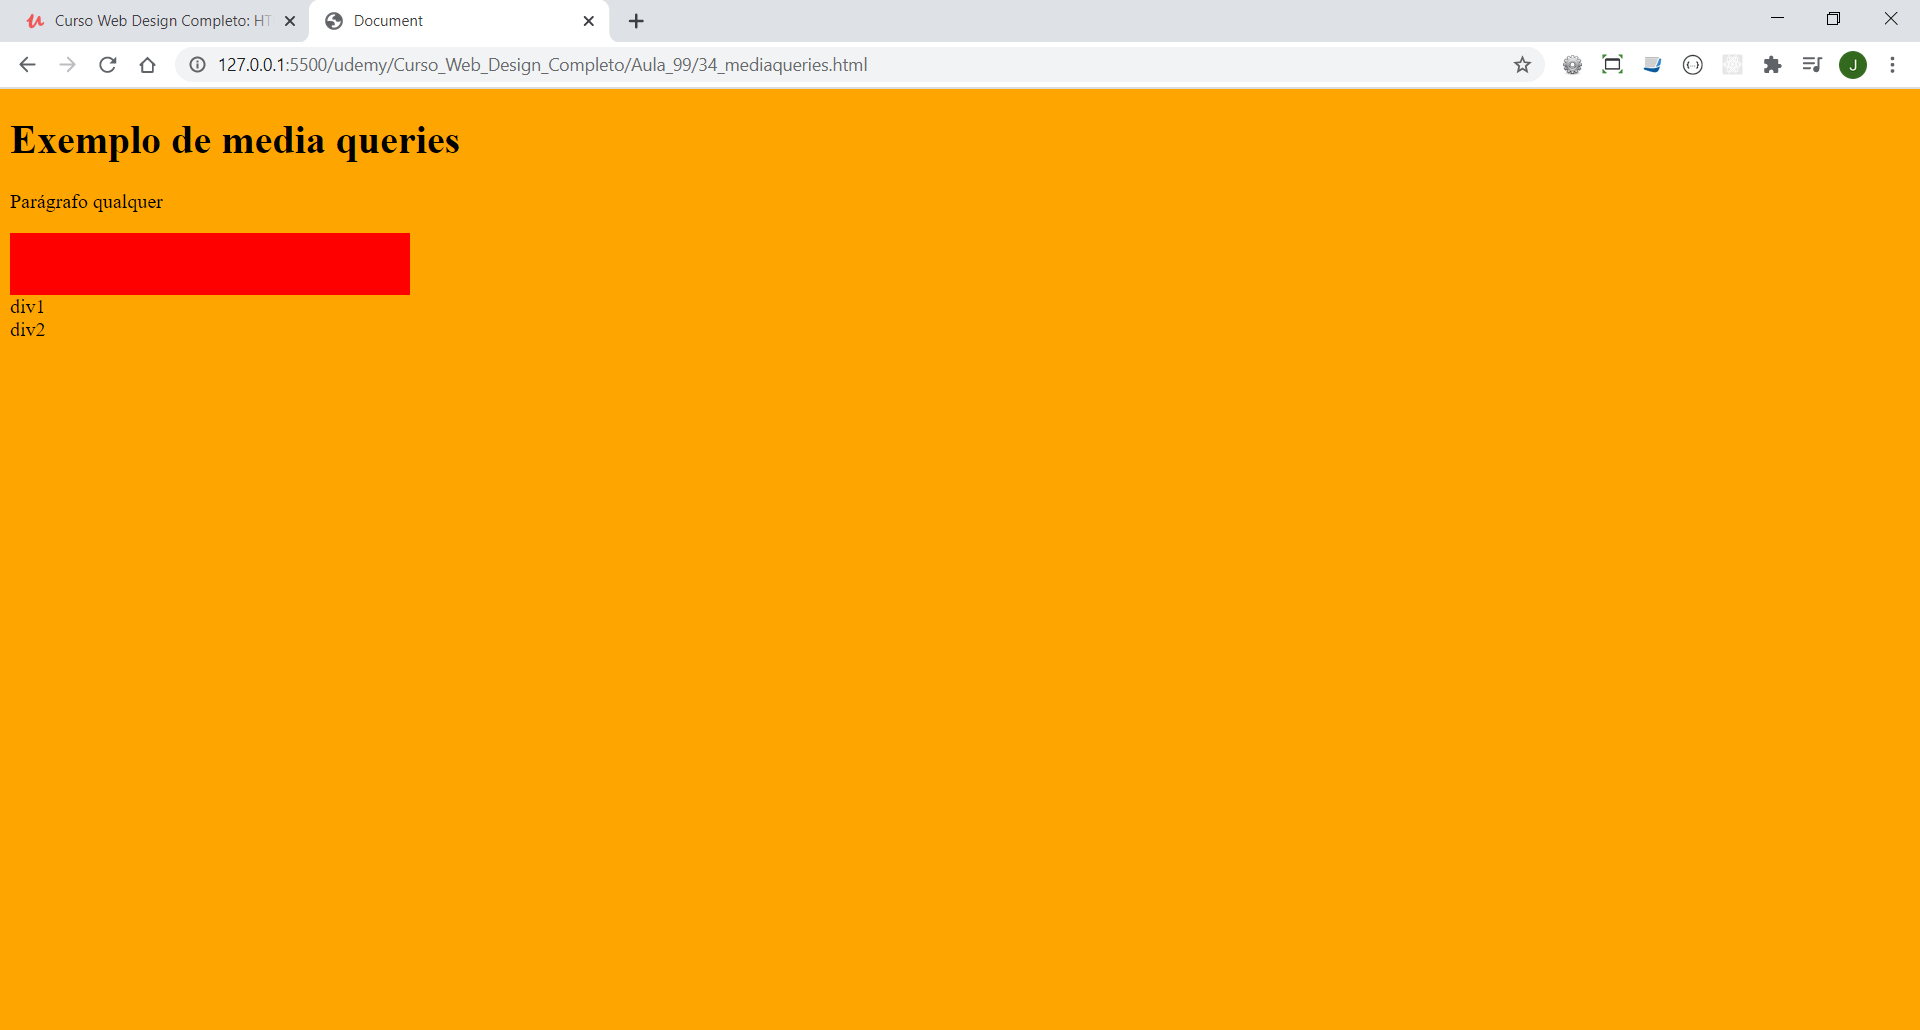 Curso Web Design Completo: HT
Document
127.0.0.1:5500/udemy/Curso_Web_Design_Completo/Aula_99/34_mediaqueries.html
J
Exemplo de media queries
Parágrafo qualquer
div1
div2